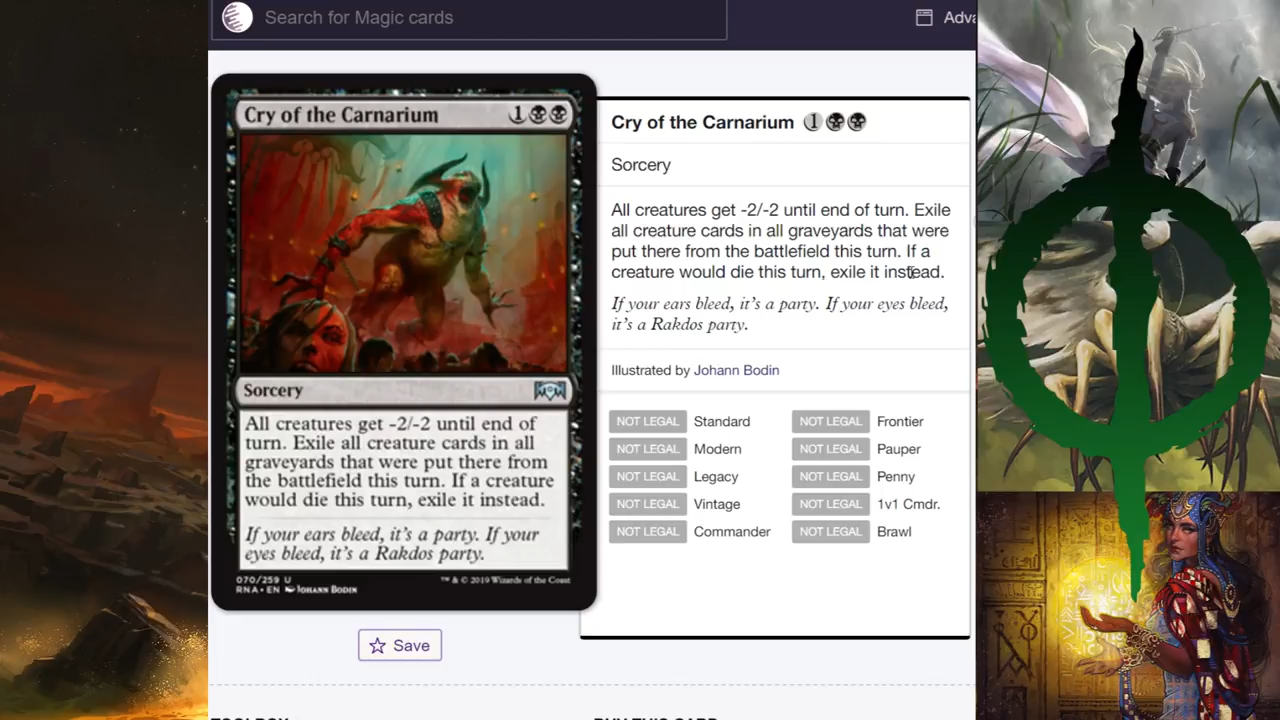 Search for Magic cards
Adva
Cry of the Carnarium 1
All creatures get -2/-2 until end of
turn. Exile all creature cards in all
graveyards that were put there from
the battlefield this turn. If a creature
would die this turn, exile it instead.
If your ears bleed, it's a party. If your
eyes bleed, it's a Rakdos party.
Sorcery
070/259 U
RNA • EN Johann Bodin
™ & © 2019 Wizards of the Coast
Save
Cry of the Carnarium 1
Sorcery
All creatures get -2/-2 until end of turn. Exile
all creature cards in all graveyards that were
put there from the battlefield this turn. If a
creature would die this turn, exile it instead.
If your ears bleed, it's a party. If your eyes bleed,
it's a Rakdos party.
Illustrated by Johann Bodin
NOT LEGAL Standard NOT LEGAL Frontier
NOT LEGAL Modern NOT LEGAL Pauper
NOT LEGAL Legacy NOT LEGAL Penny
NOT LEGAL Vintage NOT LEGAL 1v1 Cmdr.
NOT LEGAL Commander NOT LEGAL Brawl
TOOLBOX
BUY THIS CARD